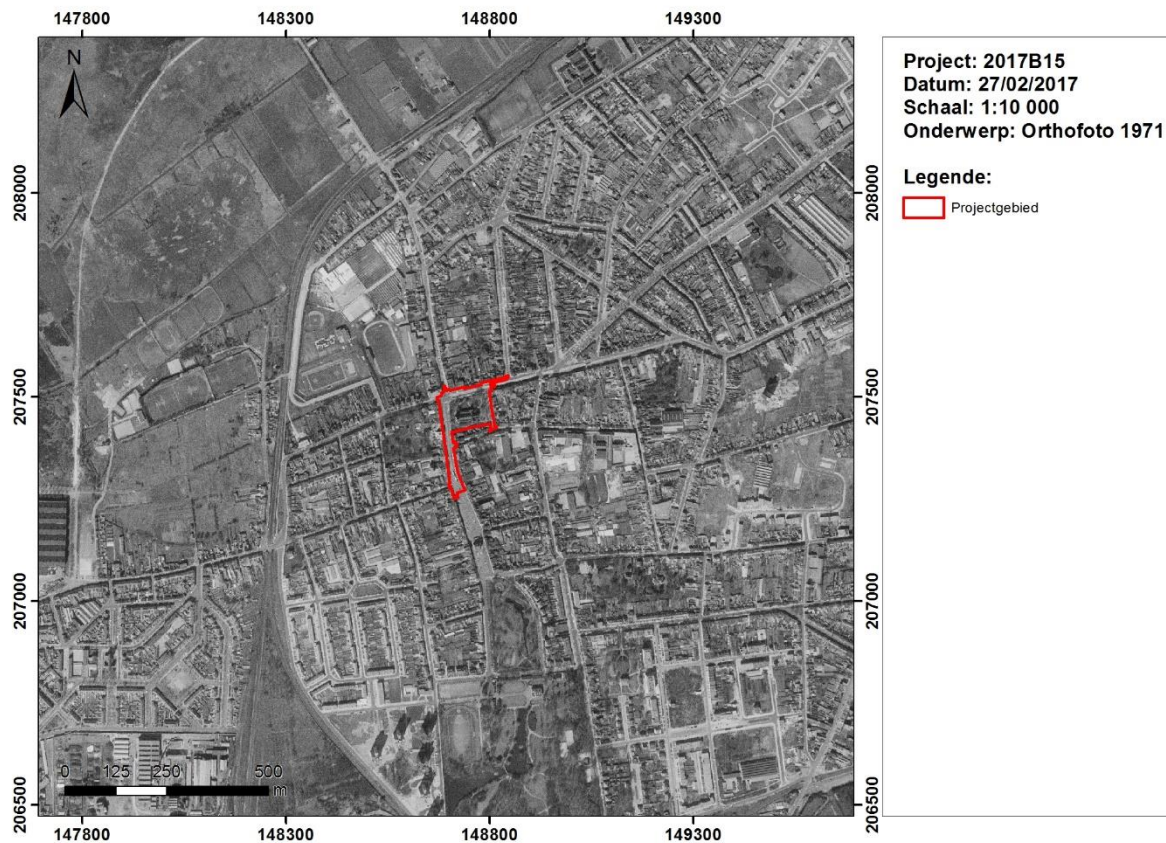 147800 148300 148800 149300
N
208000 208000
207500 207500
207000 207000
206500 206500
0 125 250 500
m
147800 148300 148800 149300
Project: 2017B15
Datum: 27/02/2017
Schaal: 1:10 000
Onderwerp: Orthofoto 1971
Legende:
Projectgebied